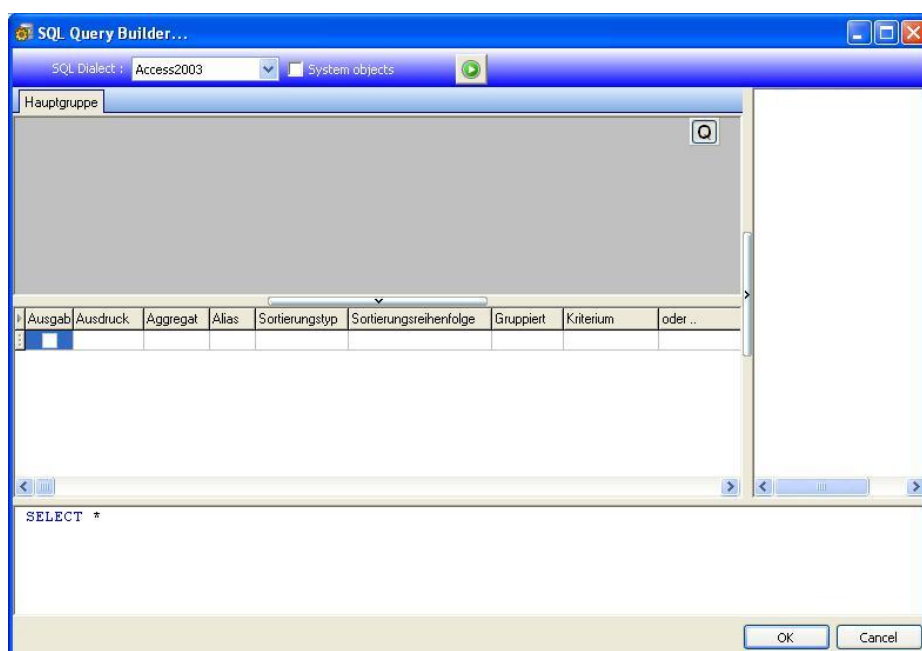 SQL Query Builder...
SQL Dialect : Access2003 System objects
Hauptgruppe
Q
Ausgab Ausdruck Aggregat Alias Sortierungstyp Sortierungsreihenfolge Gruppiert Kriterium oder ..
SELECT *
OK Cancel